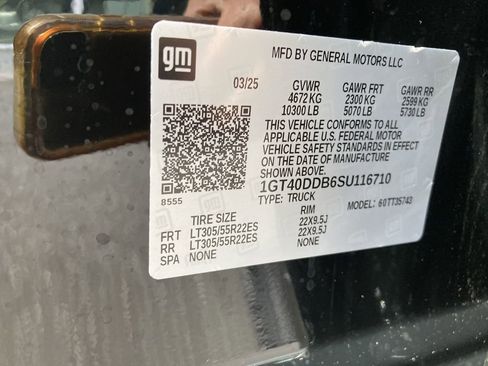 gm
MFD BY GENERAL MOTORS LLC
03/25 GVWR GAWR FRT GAWR RR
4672 KG 2300 KG 2599 KG
10300 LB 5070 LB 5730 LB
THIS VEHICLE CONFORMS TO ALL
APPLICABLE U.S. FEDERAL MOTOR
VEHICLE SAFETY STANDARDS IN EFFECT
ON THE DATE OF MANUFACTURE
SHOWN ABOVE.
1GT40DDB6SU116710
8555 TYPE: TRUCK MODEL: 60TT35743
TIRE SIZE RIM
FRT LT305/55R22ES 22X9.5J
RR LT305/55R22ES 22X9.5J
SPA NONE NONE